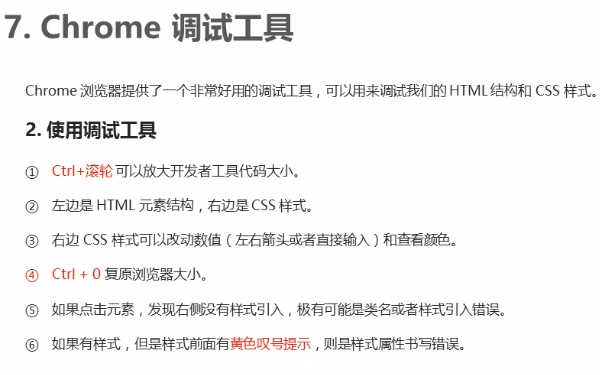 7. Chrome 调试工具
Chrome 浏览器提供了一个非常好用的调试工具，可以用来调试我们的 HTML 结构和 CSS 样式。
2. 使用调试工具
① Ctrl+滚轮 可以放大开发者工具代码大小。
② 左边是 HTML 元素结构，右边是 CSS 样式。
③ 右边 CSS 样式可以改动数值（左右箭头或者直接输入）和查看颜色。
④ Ctrl + 0 复原浏览器大小。
⑤ 如果点击元素，发现右侧没有样式引入，极有可能是类名或者样式引入错误。
⑥ 如果有样式，但是样式前面有黄色叹号提示，则是样式属性书写错误。